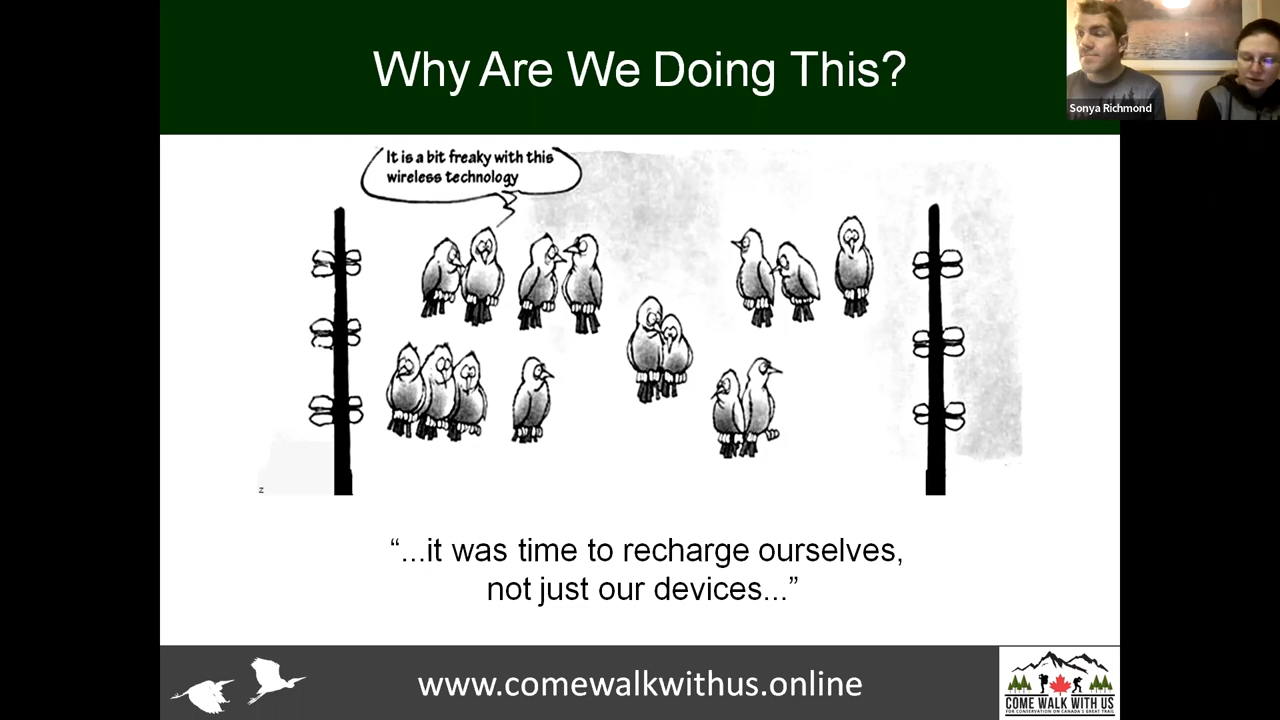 Why Are We Doing This?
Sonya Richmond
It is a bit freaky with this
wireless technology
z
“...it was time to recharge ourselves,
not just our devices...”
www.comewalkwithus.online
COME WALK WITH US
FOR CONSERVATION ON CANADA'S GREAT TRAIL